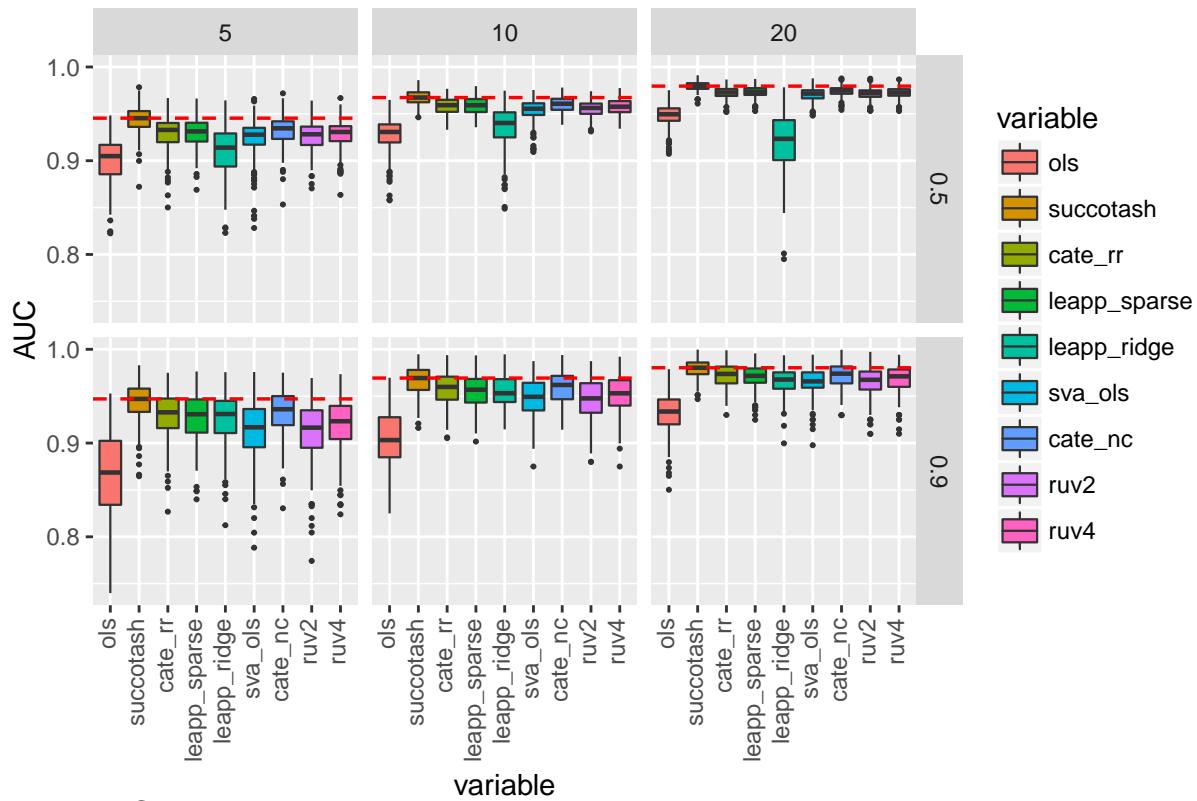 5
10
20
1.0
0.9
0.8
0.5
1.0
0.9
0.8
0.9
AUC
ols
succotash
cate_rr
leapp_sparse
leapp_ridge
sva_ols
cate_nc
ruv2
ruv4
ols
succotash
cate_rr
leapp_sparse
leapp_ridge
sva_ols
cate_nc
ruv2
ruv4
ols
succotash
cate_rr
leapp_sparse
leapp_ridge
sva_ols
cate_nc
ruv2
ruv4
variable
variable
ols
succotash
cate_rr
leapp_sparse
leapp_ridge
sva_ols
cate_nc
ruv2
ruv4